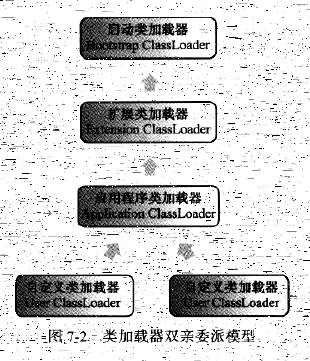 启动类加载器
Bootstrap ClassLoader
扩展类加载器
Extension ClassLoader
应用程序类加载器
Application ClassLoader
自定义类加载器
User ClassLoader
自定义类加载器
User ClassLoader
图 7-2 类加载器双亲委派模型